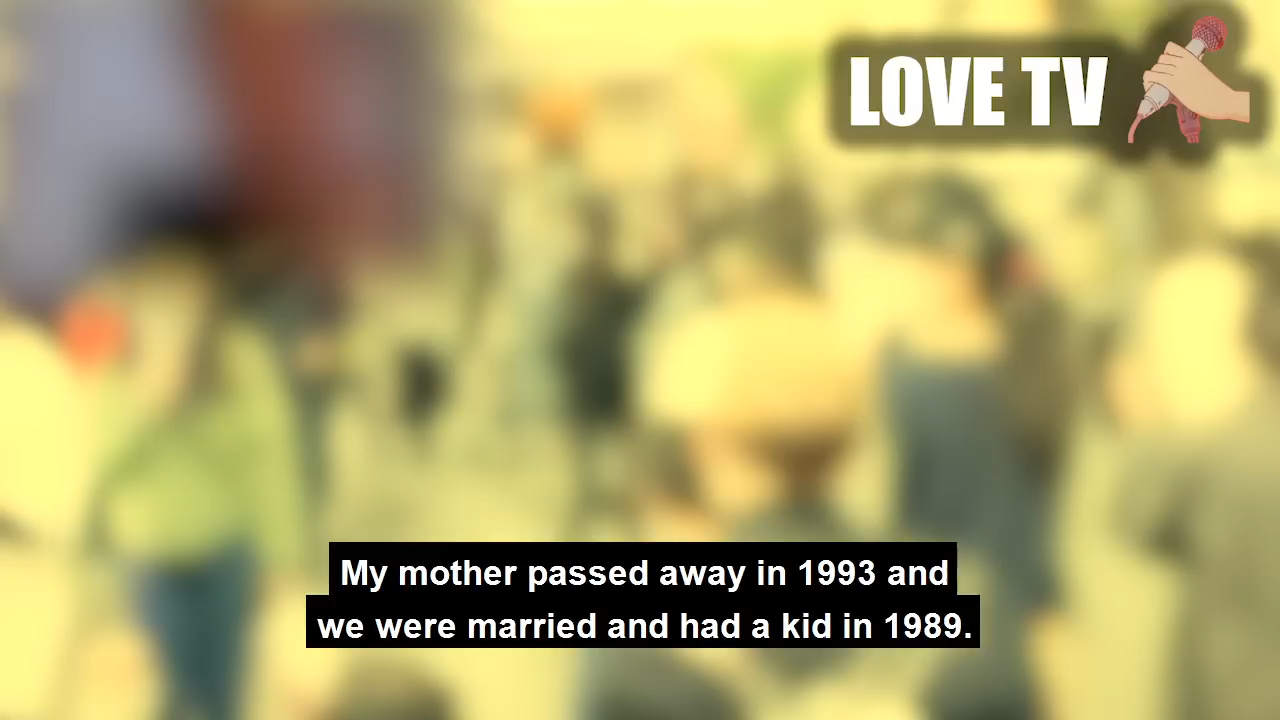 LOVE TV
My mother passed away in 1993 and
we were married and had a kid in 1989.